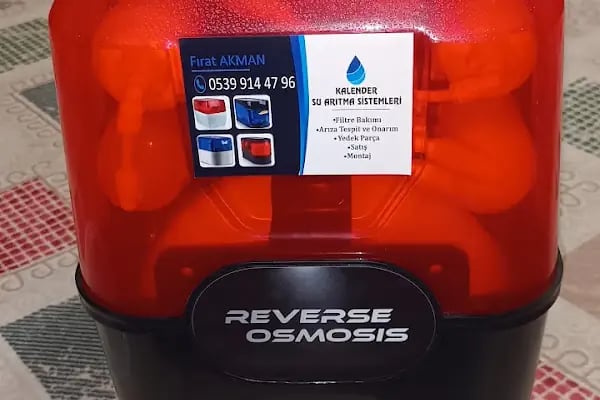 Fırat AKMAN
0539 914 47 96
KALENDER
SU ARITMA SİSTEMLERİ
•Filtre Bakımı
•Arıza Tespit ve Onarım
•Yedek Parça
•Satış
•Montaj
REVERSE
OSMOSIS